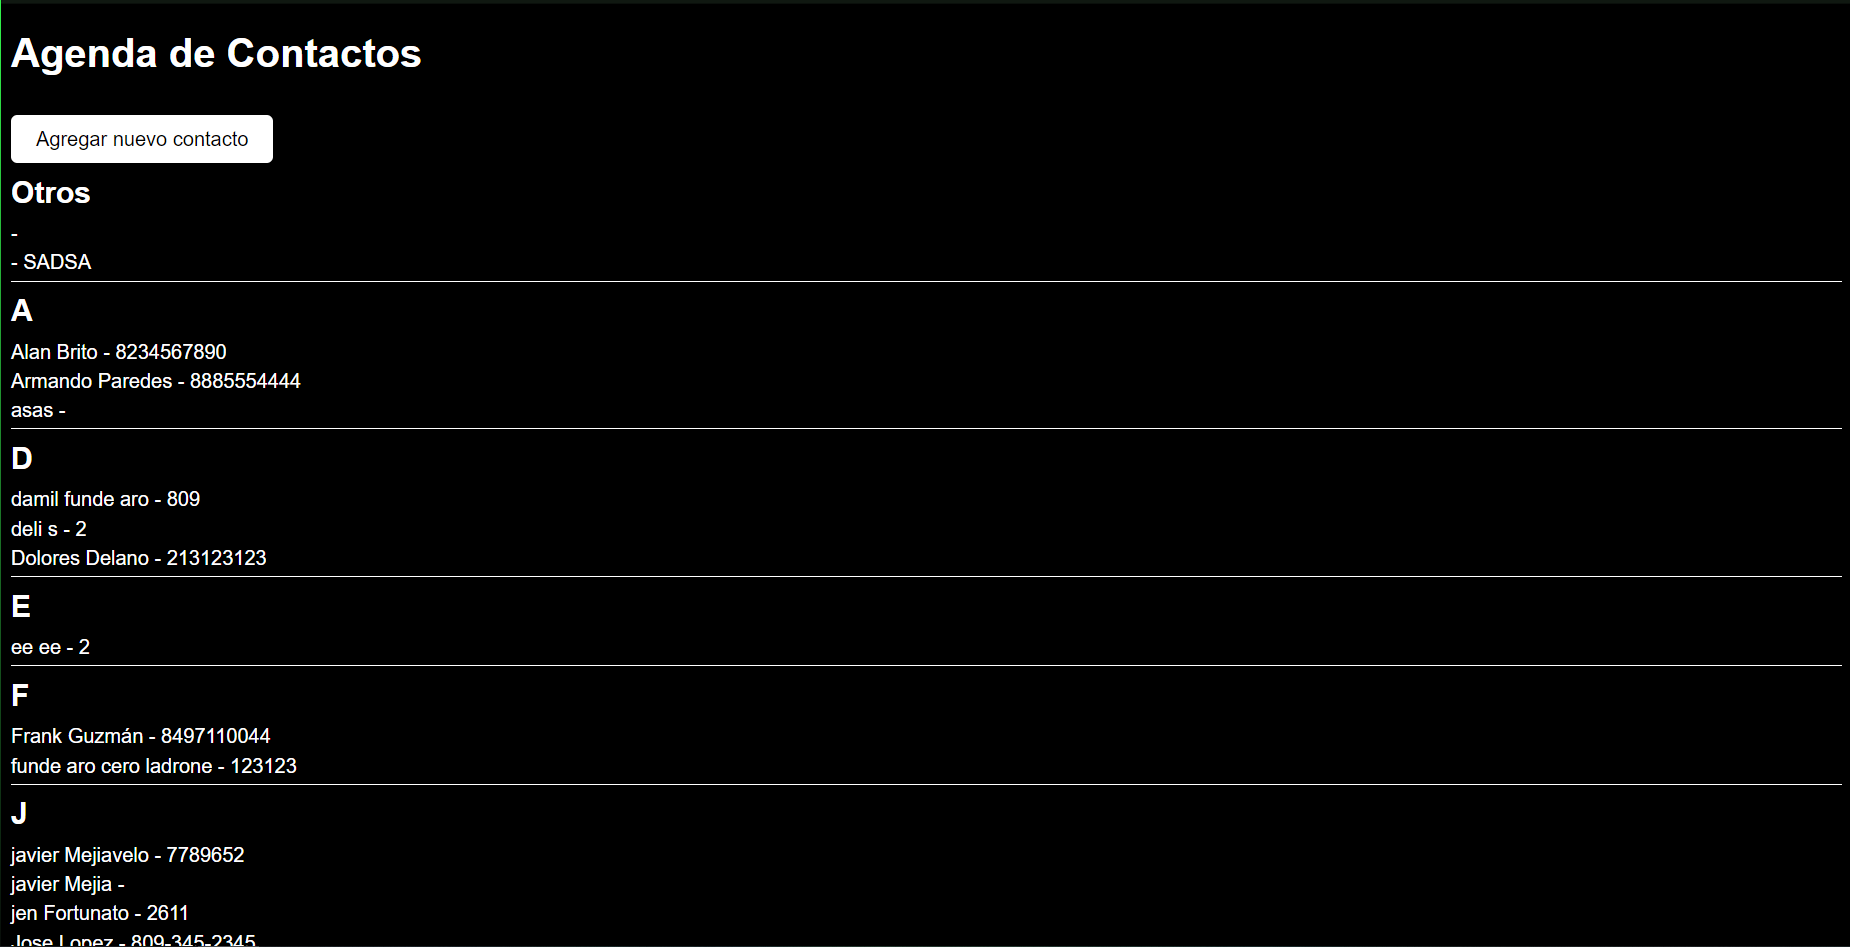 Agenda de Contactos
Agregar nuevo contacto
Otros
-
- SADSA
A
Alan Brito - 8234567890
Armando Paredes - 8885554444
asas -
D
damil funde aro - 809
deli s - 2
Dolores Delano - 213123123
E
ee ee - 2
F
Frank Guzmán - 8497110044
funde aro cero ladrone - 123123
J
javier Mejiavelo - 7789652
javier Mejia -
jen Fortunato - 2611
Jose Lopez - 809-345-2345